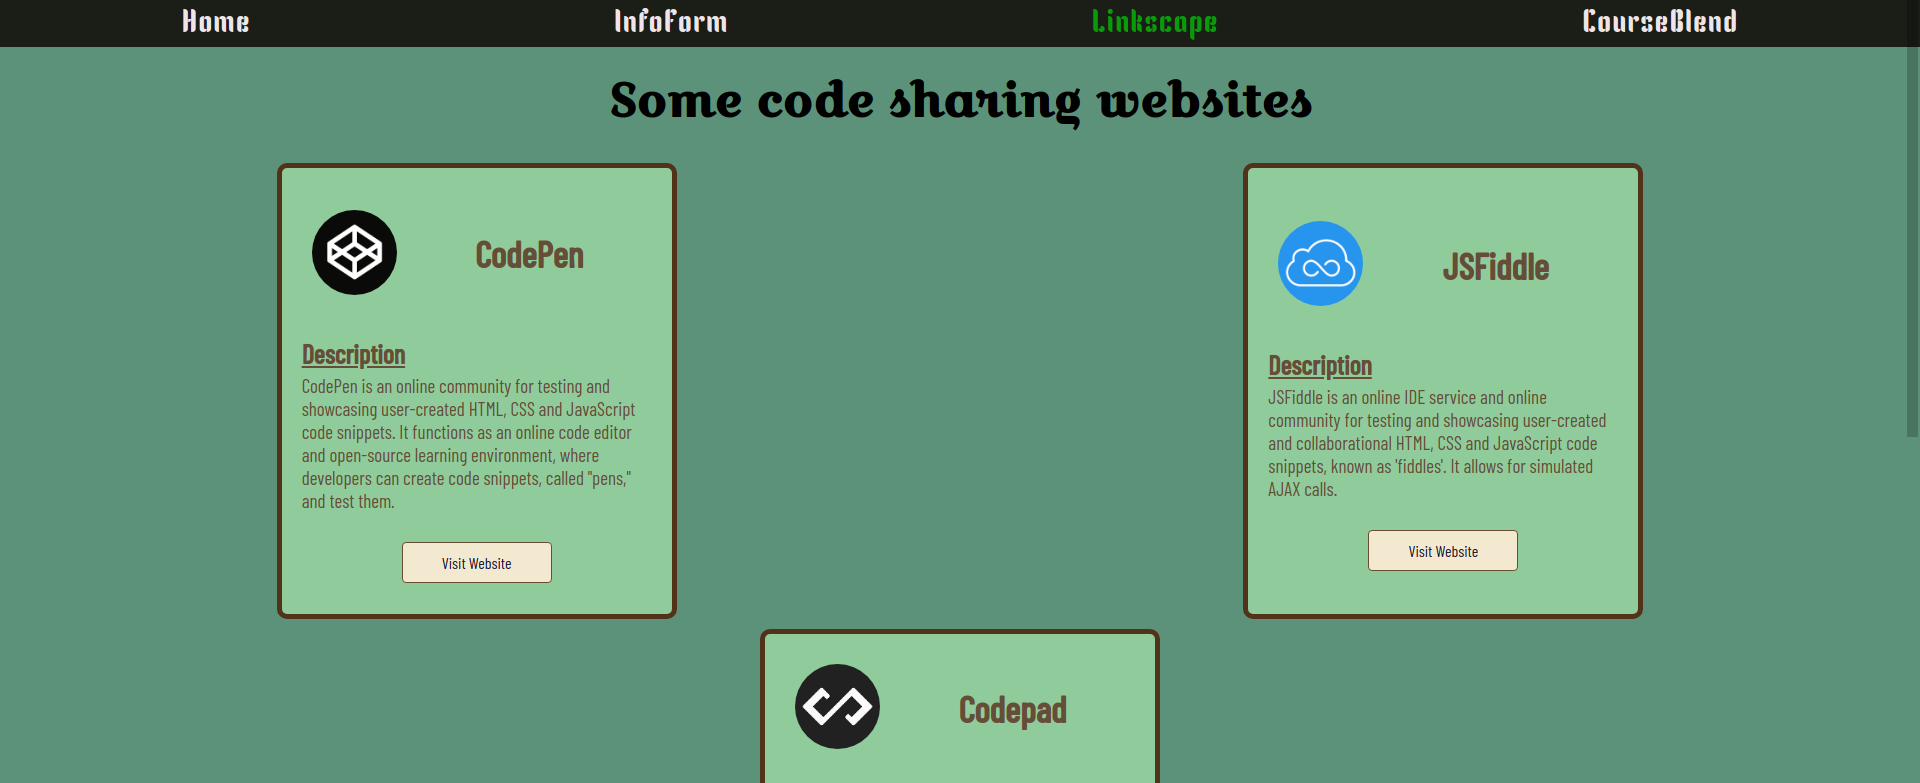 Home InfoForm Linkscape CourseBlend
Some code sharing websites
CodePen
Description
CodePen is an online community for testing and
showcasing user-created HTML, CSS and JavaScript
code snippets. It functions as an online code editor
and open-source learning environment, where
developers can create code snippets, called "pens,"
and test them.
Visit Website
JSFiddle
Description
JSFiddle is an online IDE service and online
community for testing and showcasing user-created
and collaborational HTML, CSS and JavaScript code
snippets, known as 'fiddles'. It allows for simulated
AJAX calls.
Visit Website
Codepad